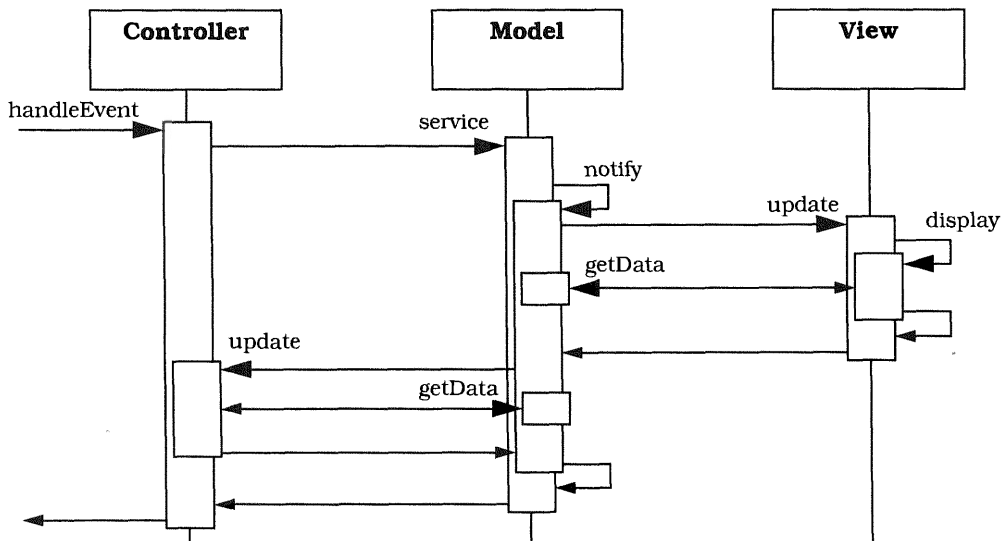 Controller
Model
View
handleEvent
service
notify
update
display
getData
update
getData